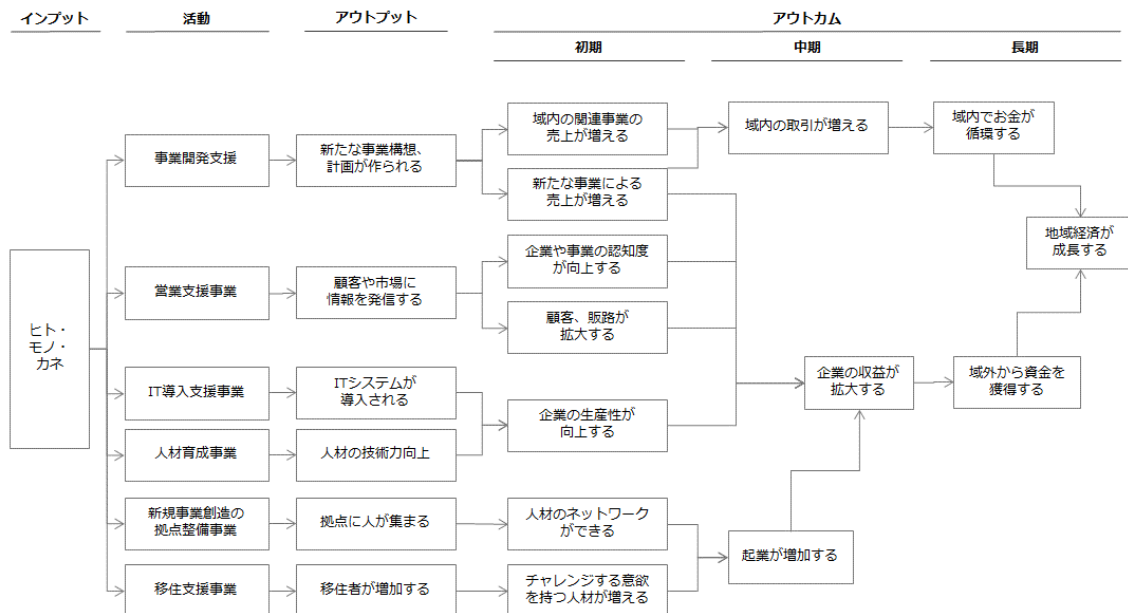 インプット
活動
アウトプット
アウトカム
初期
中期
長期
ヒト・
モノ・
カネ
事業開発支援
新たな事業構想、
計画が作られる
域内の関連事業の
売上が増える
域内の取引が増える
域内でお金が
循環する
新たな事業による
売上が増える
地域経済が
成長する
営業支援事業
顧客や市場に
情報を発信する
企業や事業の認知度
が向上する
顧客、販路が
拡大する
IT導入支援事業
ITシステムが
導入される
企業の生産性が
向上する
企業の収益が
拡大する
域外から資金を
獲得する
人材育成事業
人材の技術力向上
新規事業創造の
拠点整備事業
拠点に人が集まる
人材のネットワーク
ができる
起業が増加する
移住支援事業
移住者が増加する
チャレンジする意欲
を持つ人材が増える